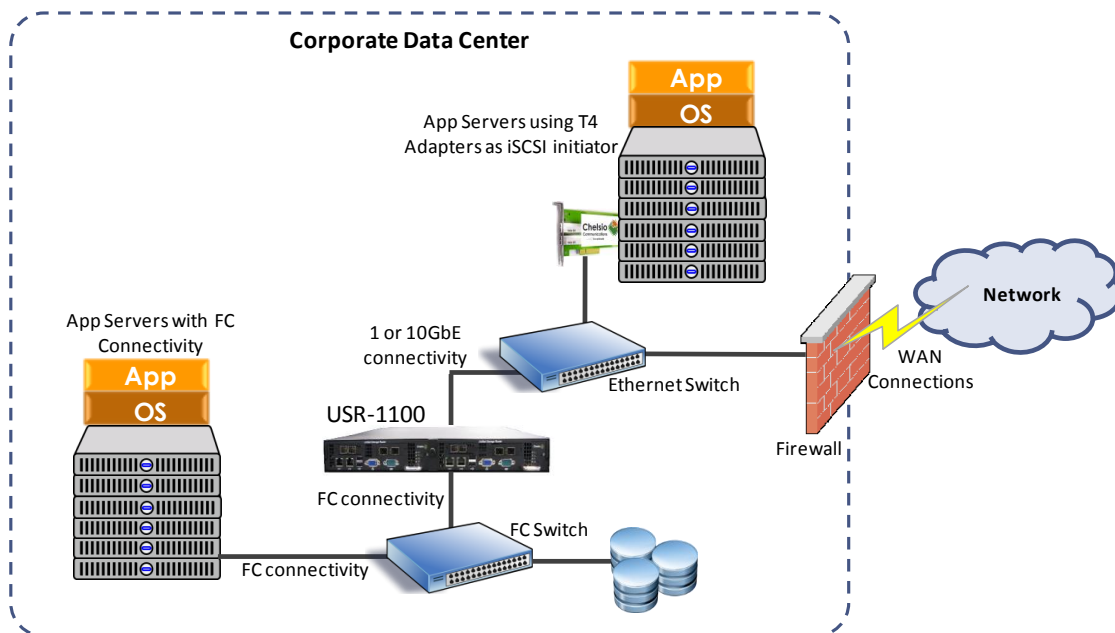 Corporate Data Center
App
OS
App Servers using T4
Adapters as iSCSI initiator
Chelsio
Communications
Network
App Servers with FC
Connectivity
1 or 10GbE
connectivity
WAN
Connections
App
OS
Ethernet Switch
USR-1100
Firewall
FC connectivity
FC Switch
FC connectivity